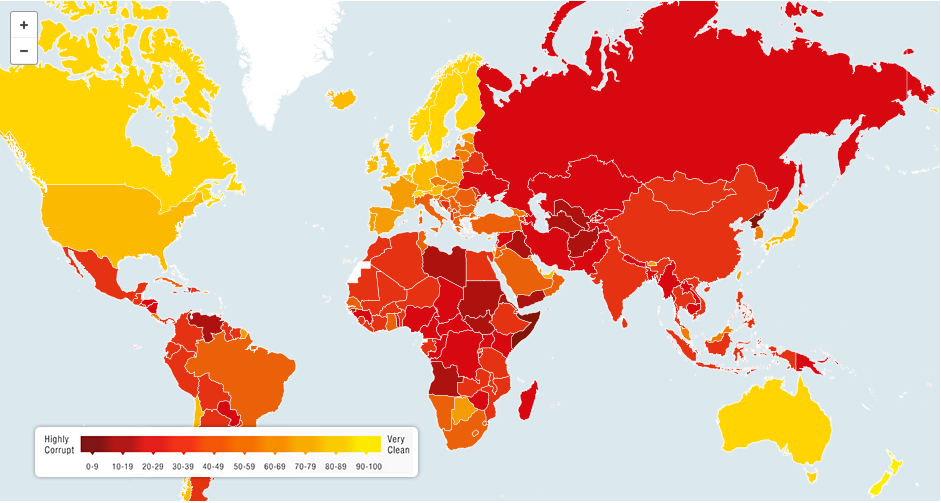 +
−
Highly
Corrupt
Very
Clean
0-9 10-19 20-29 30-39 40-49 50-59 60-69 70-79 80-89 90-100